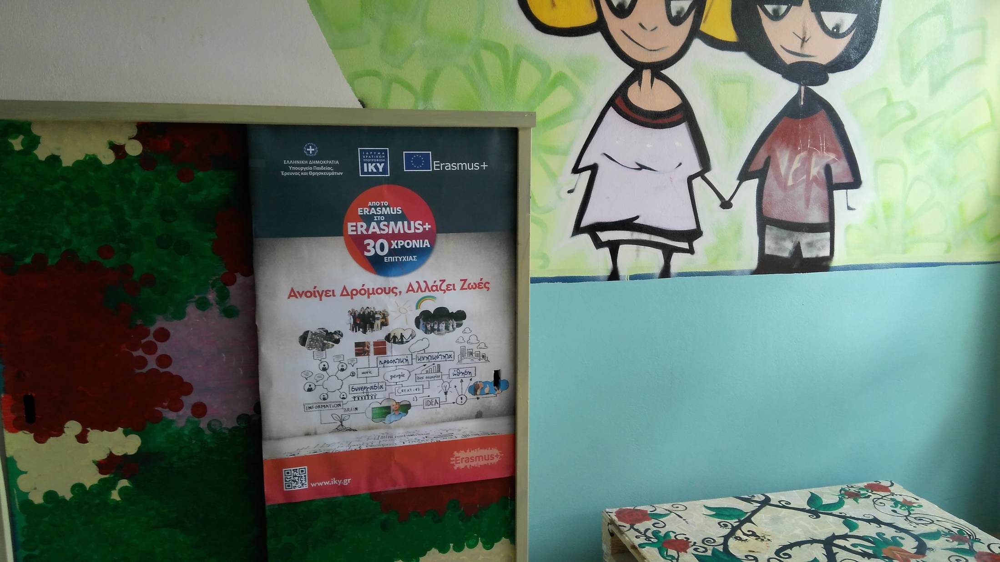 ΕΛΛΗΝΙΚΗ ΔΗΜΟΚΡΑΤΙΑ
Υπουργείο Παιδείας,
Έρευνας και Θρησκευμάτων
ΙΔΡΥΜΑ
ΚΡΑΤΙΚΩΝ
ΥΠΟΤΡΟΦΙΩΝ
ΙΚΥ
Erasmus+
ΑΠΟ ΤΟ
ERASMUS
ΣΤΟ
ERASMUS+
30 ΧΡΟΝΙΑ
ΕΠΙΤΥΧΙΑΣ
Ανοίγει Δρόμους, Αλλάζει Ζωές
προοπτική
κινητικότητα
work
people
ώθηση
συνεργασία
CREATIVE
INFORMATION
BRAIN
:)
IDEA
!
Erasmus+
www.iky.gr